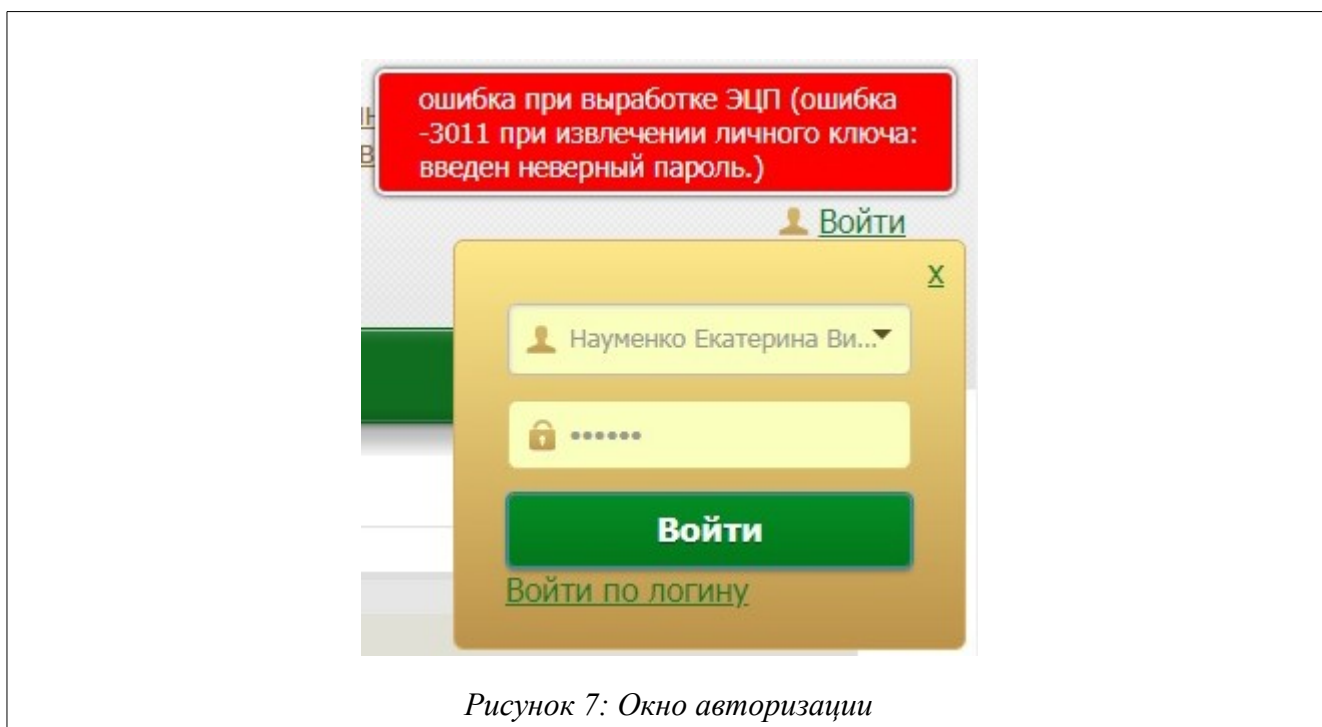 ошибка при выработке ЭЦП (ошибка
-3011 при извлечении личного ключа:
введен неверный пароль.)
Войти
x
Науменко Екатерина Ви...
••••••
Войти
Войти по логину
Рисунок 7: Окно авторизации